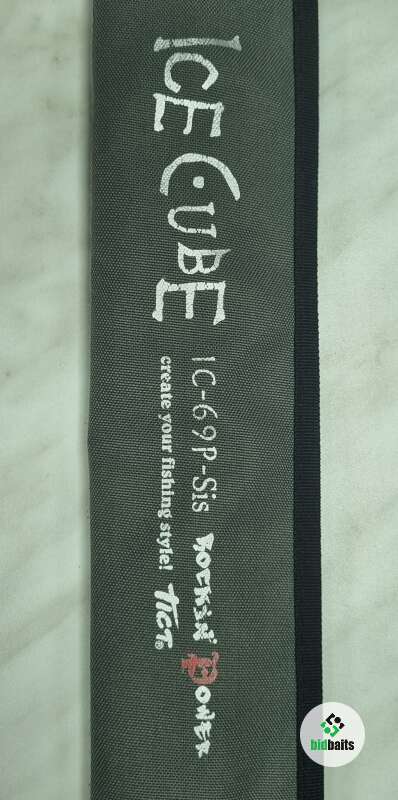 ICE CUBE
IC-69P-Sis ROCKIN' POWER
create your fishing style! TICT®
bidbaits